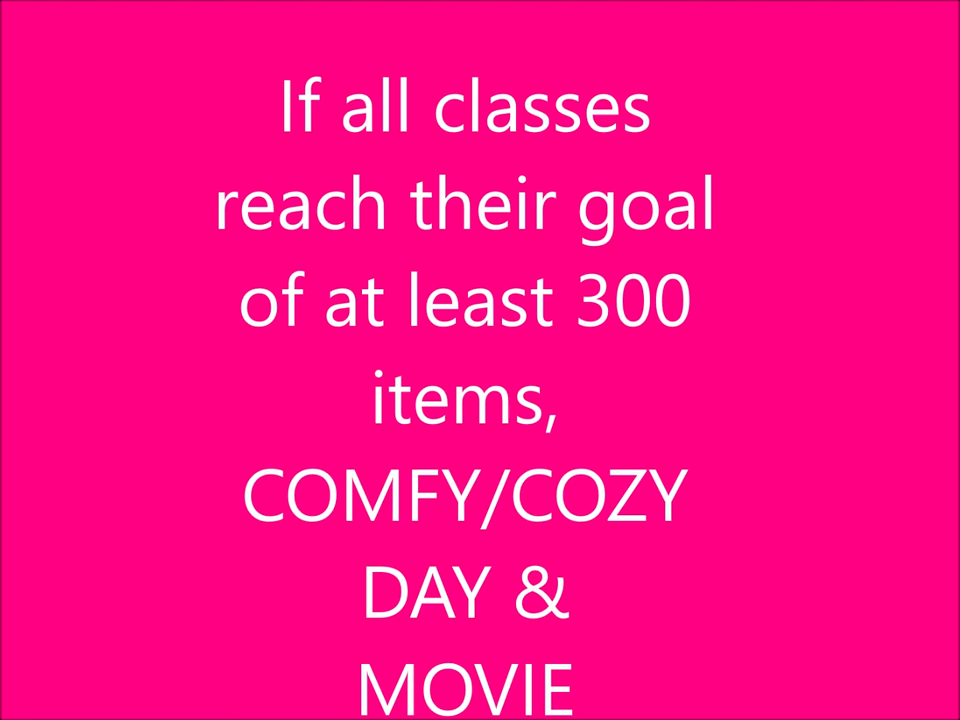 If all classes
reach their goal
of at least 300
items,
COMFY/COZY
DAY &
MOVIE